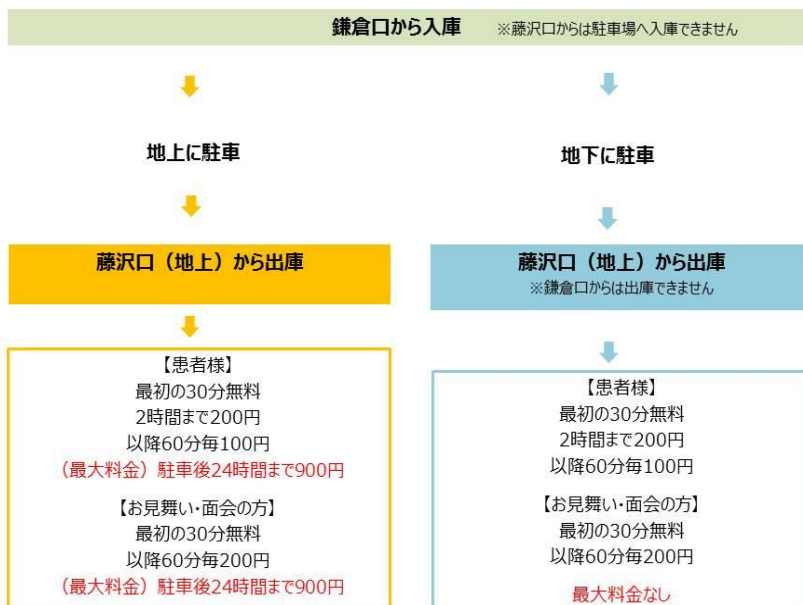 鎌倉口から入庫 ※藤沢口からは駐車場へ入庫できません
地上に駐車
藤沢口（地上）から出庫
【患者様】
最初の30分無料
2時間まで200円
以降60分毎100円
（最大料金）駐車後24時間まで900円
【お見舞い・面会の方】
最初の30分無料
以降60分毎200円
（最大料金）駐車後24時間まで900円
地下に駐車
藤沢口（地上）から出庫
※鎌倉口からは出庫できません
【患者様】
最初の30分無料
2時間まで200円
以降60分毎100円
【お見舞い・面会の方】
最初の30分無料
以降60分毎200円
最大料金なし